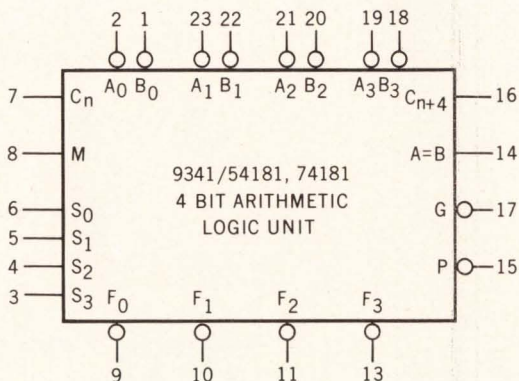 2 1 23 22 21 20 19 18
A0 B0 A1 B1 A2 B2 A3 B3
7 Cn Cn+4 16
8 M A=B 14
9341/54181, 74181
4 BIT ARITHMETIC
LOGIC UNIT
6 S0 G 17
5 S1
4 S2 P 15
3 S3 F0 F1 F2 F3
9 10 11 13